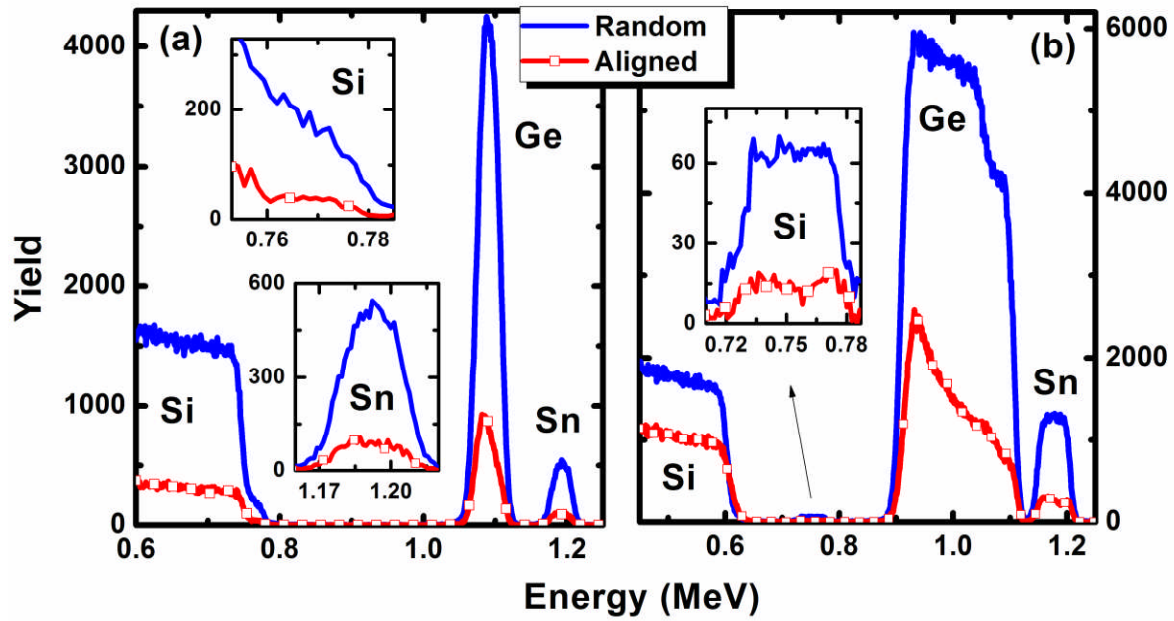 Random
Aligned
(a)
(b)
4000
3000
2000
1000
0
Yield
Si
200
0
0.76
0.78
Ge
600
300
0
Sn
1.17
1.20
Si
Sn
0.6
0.8
1.0
1.2
6000
4000
2000
0
60
30
0
Si
0.72
0.75
0.78
Ge
Sn
Si
0.6
0.8
1.0
1.2
Energy (MeV)